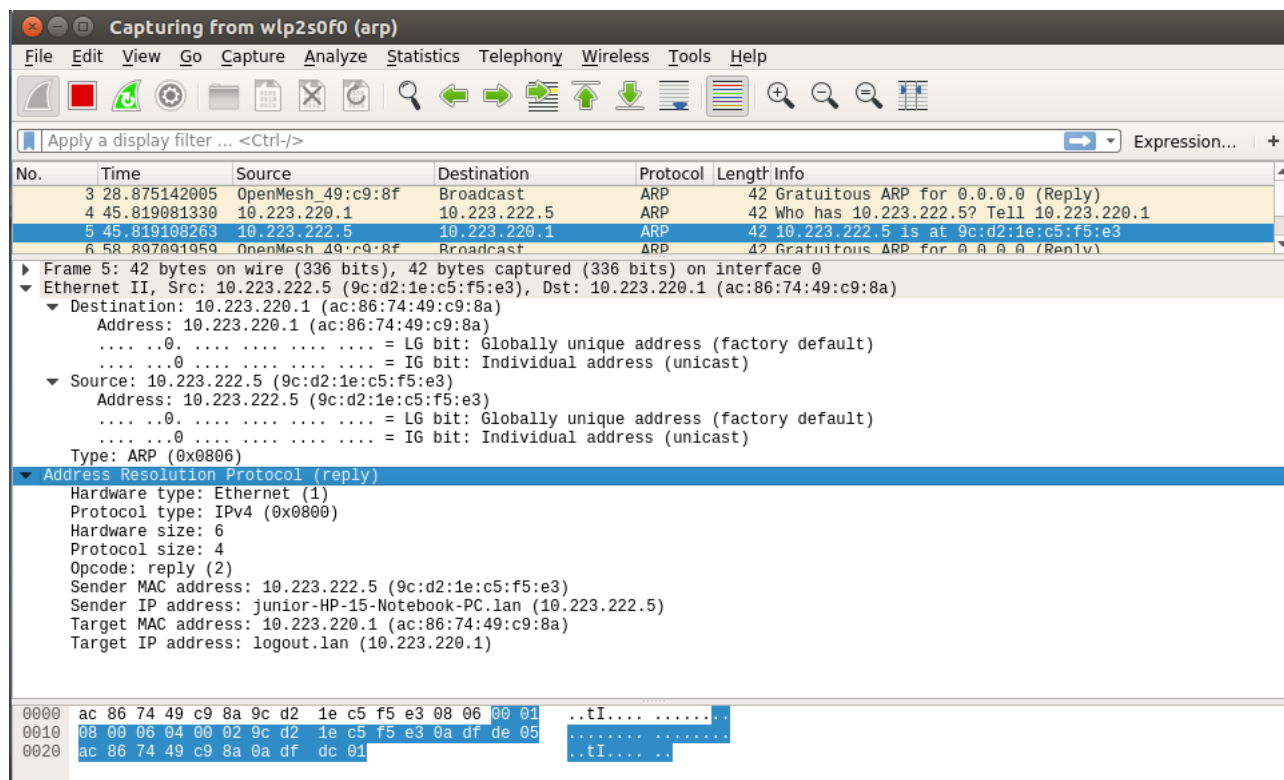 Capturing from wlp2s0f0 (arp)
File Edit View Go Capture Analyze Statistics Telephony Wireless Tools Help
Apply a display filter ... <Ctrl-/> Expression... +
No. Time Source Destination Protocol Length Info
3 28.875142005 OpenMesh_49:c9:8f Broadcast ARP 42 Gratuitous ARP for 0.0.0.0 (Reply)
4 45.819081330 10.223.220.1 10.223.222.5 ARP 42 Who has 10.223.222.5? Tell 10.223.220.1
5 45.819108263 10.223.222.5 10.223.220.1 ARP 42 10.223.222.5 is at 9c:d2:1e:c5:f5:e3
6 58.897091959 OpenMesh_49:c9:8f Broadcast ARP 42 Gratuitous ARP for 0.0.0.0 (Reply)
Frame 5: 42 bytes on wire (336 bits), 42 bytes captured (336 bits) on interface 0
Ethernet II, Src: 10.223.222.5 (9c:d2:1e:c5:f5:e3), Dst: 10.223.220.1 (ac:86:74:49:c9:8a)
Destination: 10.223.220.1 (ac:86:74:49:c9:8a)
Address: 10.223.220.1 (ac:86:74:49:c9:8a)
.... ..0. .... .... .... .... = LG bit: Globally unique address (factory default)
.... ...0 .... .... .... .... = IG bit: Individual address (unicast)
Source: 10.223.222.5 (9c:d2:1e:c5:f5:e3)
Address: 10.223.222.5 (9c:d2:1e:c5:f5:e3)
.... ..0. .... .... .... .... = LG bit: Globally unique address (factory default)
.... ...0 .... .... .... .... = IG bit: Individual address (unicast)
Type: ARP (0x0806)
Address Resolution Protocol (reply)
Hardware type: Ethernet (1)
Protocol type: IPv4 (0x0800)
Hardware size: 6
Protocol size: 4
Opcode: reply (2)
Sender MAC address: 10.223.222.5 (9c:d2:1e:c5:f5:e3)
Sender IP address: junior-HP-15-Notebook-PC.lan (10.223.222.5)
Target MAC address: 10.223.220.1 (ac:86:74:49:c9:8a)
Target IP address: logout.lan (10.223.220.1)
0000 ac 86 74 49 c9 8a 9c d2 1e c5 f5 e3 08 06 00 01 ..tI.... ........
0010 08 00 06 04 00 02 9c d2 1e c5 f5 e3 0a df de 05 ........ ........
0020 ac 86 74 49 c9 8a 0a df dc 01 ..tI.... ..